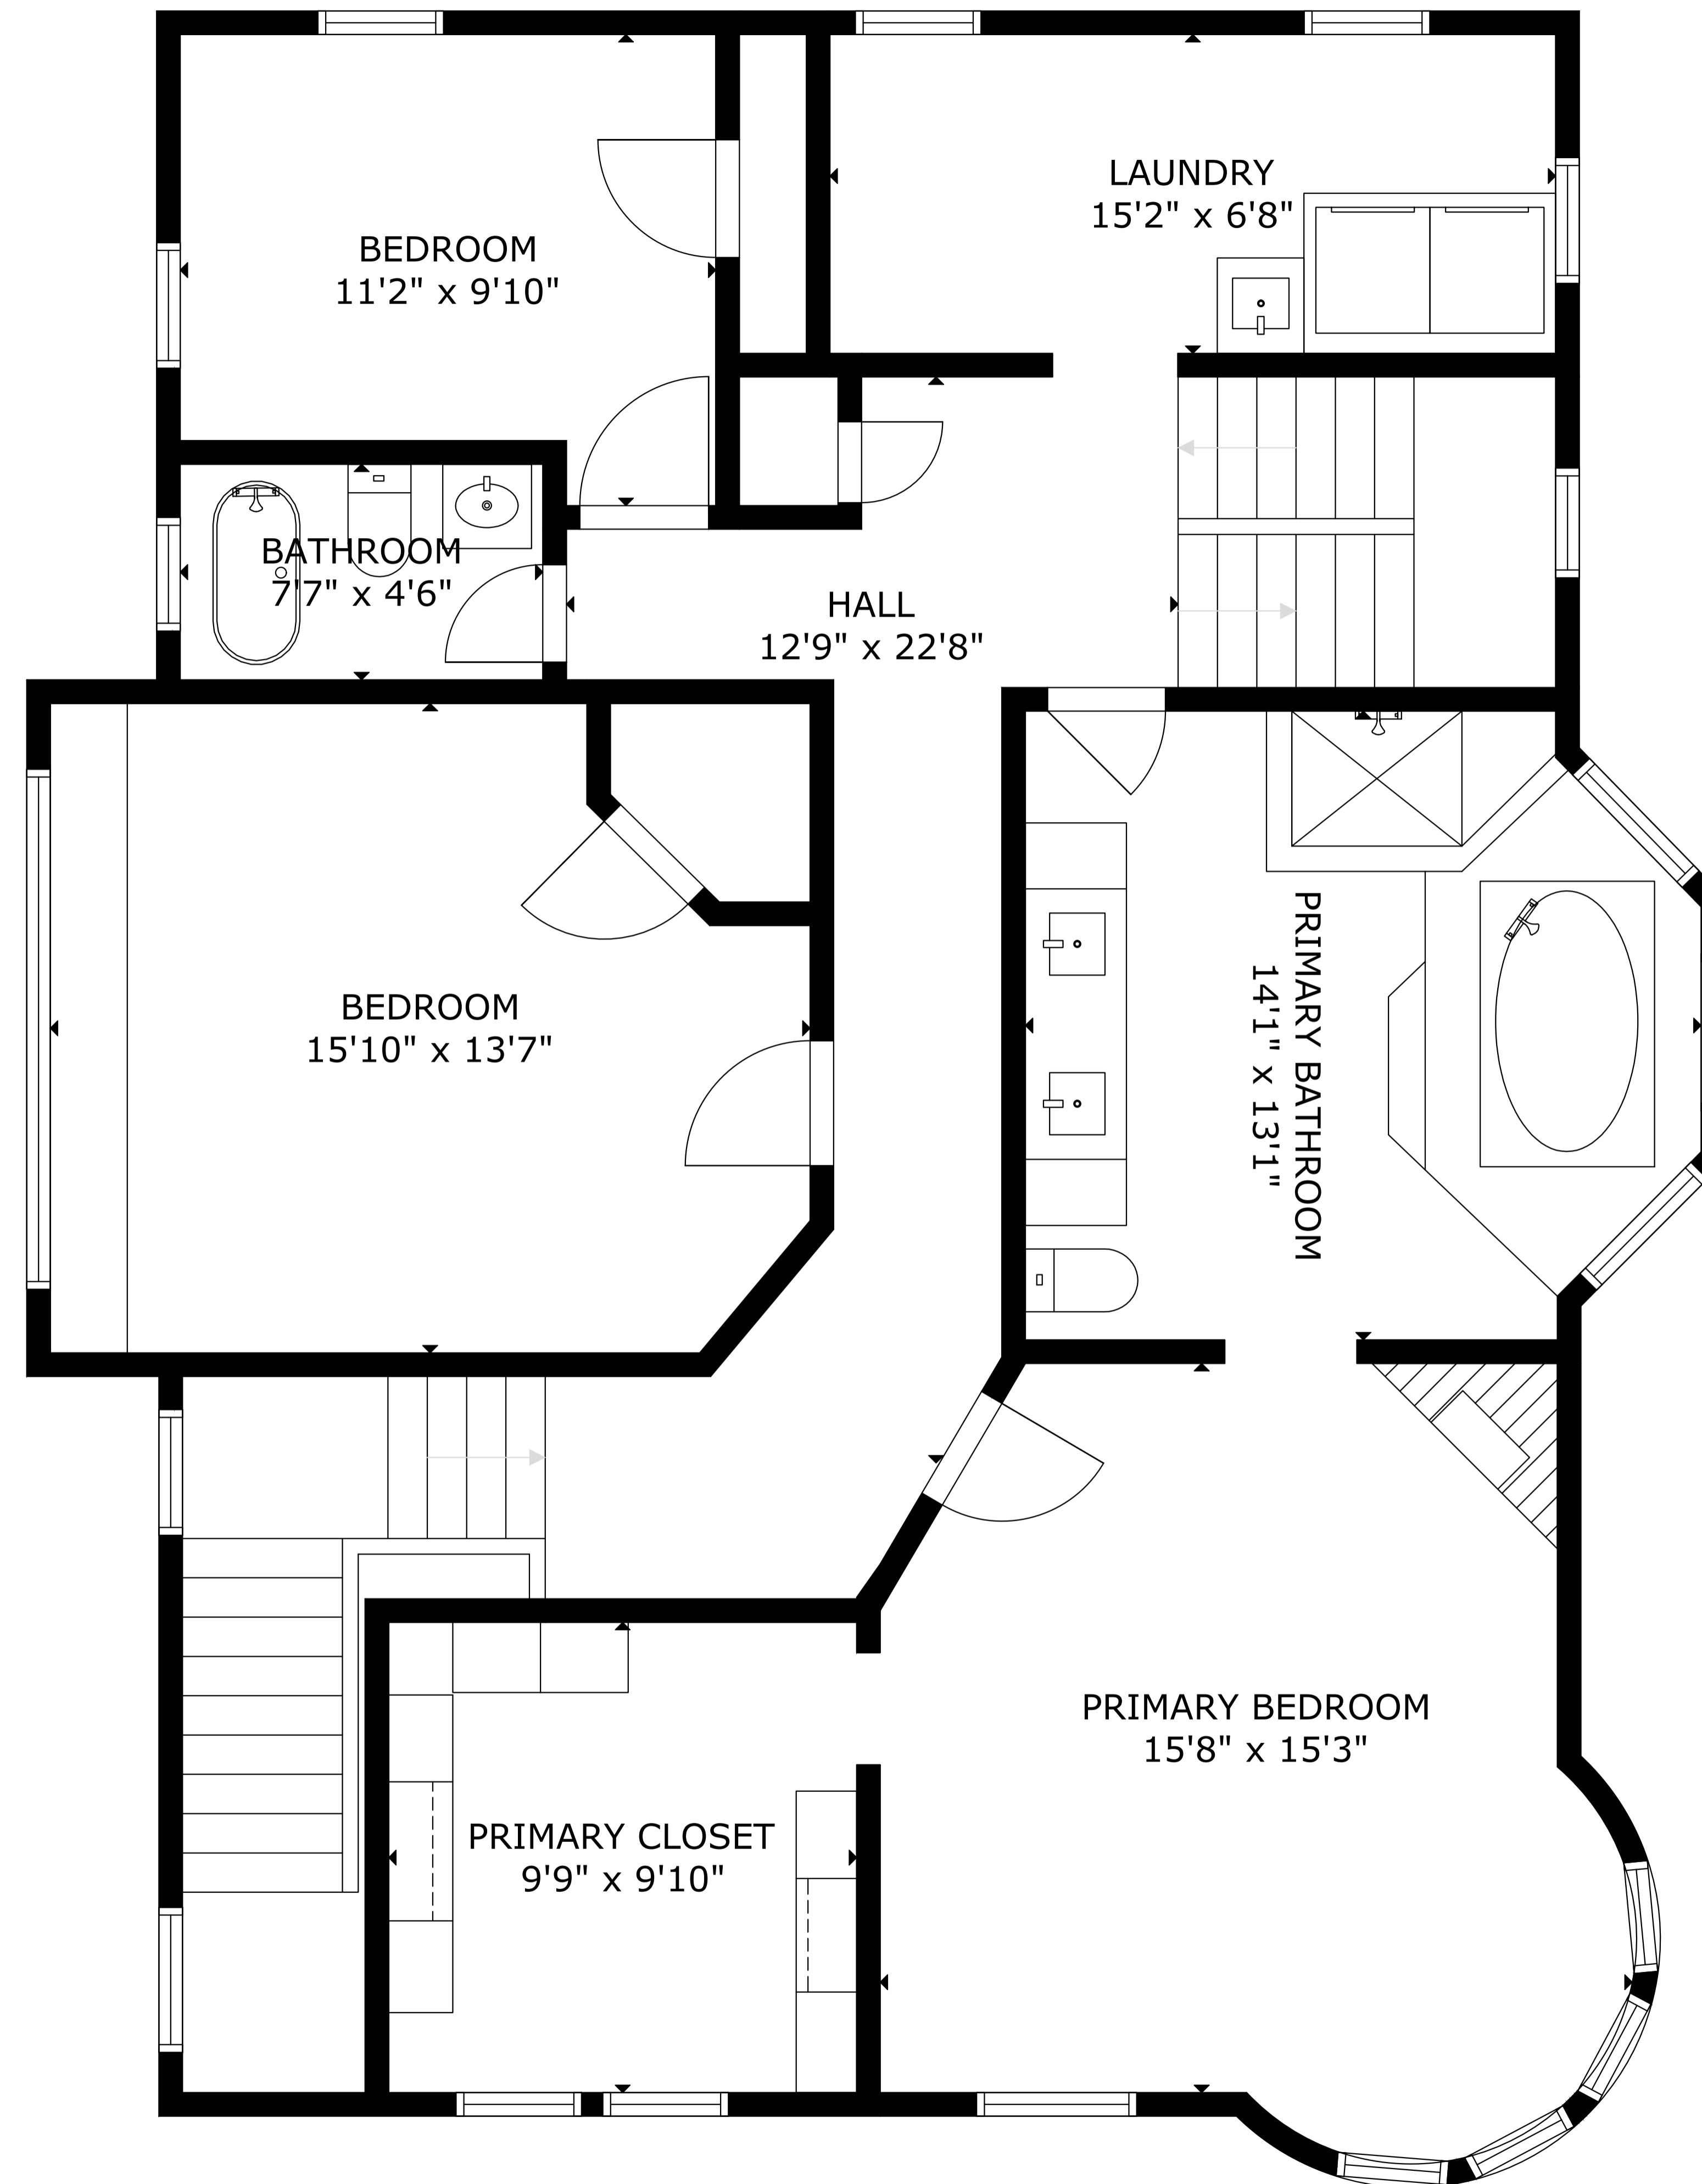 LAUNDRY
15'2" x 6'8"
BEDROOM
11'2" x 9'10"
BATHROOM
7'7" x 4'6"
HALL
12'9" x 22'8"
BEDROOM
15'10" x 13'7"
PRIMARY BATHROOM
14'1" x 13'1"
PRIMARY BEDROOM
15'8" x 15'3"
PRIMARY CLOSET
9'9" x 9'10"